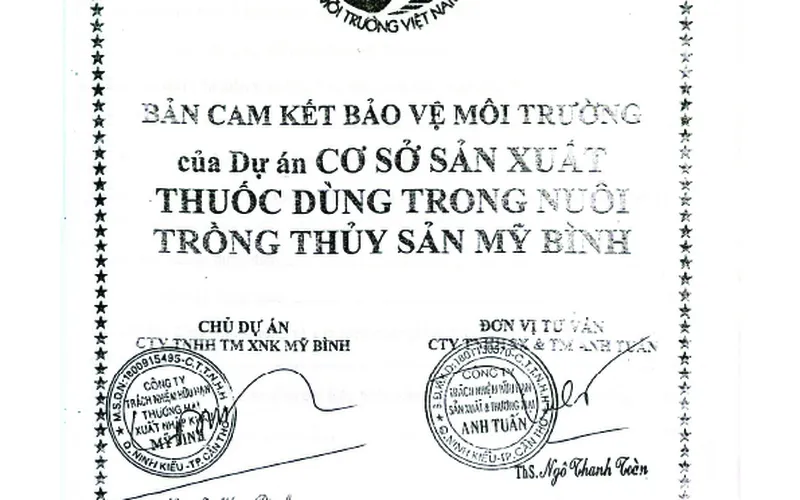 MÔI TRƯỜNG VIỆT NAM
BẢN CAM KẾT BẢO VỆ MÔI TRƯỜNG
của Dự án CƠ SỞ SẢN XUẤT
THUỐC DÙNG TRONG NUÔI
TRỒNG THỦY SẢN MỸ BÌNH
CHỦ DỰ ÁN
CTY TNHH TM XNK MỸ BÌNH
M.S.D.N:1800915495-C.T.T.N.H.H
CÔNG TY
TRÁCH NHIỆM HỮU HẠN
THƯƠNG MẠI
XUẤT NHẬP KHẨU
MỸ BÌNH
Q.NINH KIỀU-TP.CẦN THƠ
ĐƠN VỊ TƯ VẤN
CTY TNHH SX & TM ANH TUẤN
CÔNG TY
TRÁCH NHIỆM HỮU HẠN
SẢN XUẤT & THƯƠNG MẠI
ANH TUẤN
Q.NINH KIỀU-TP.CẦN THƠ
ThS. Ngô Thanh Toàn